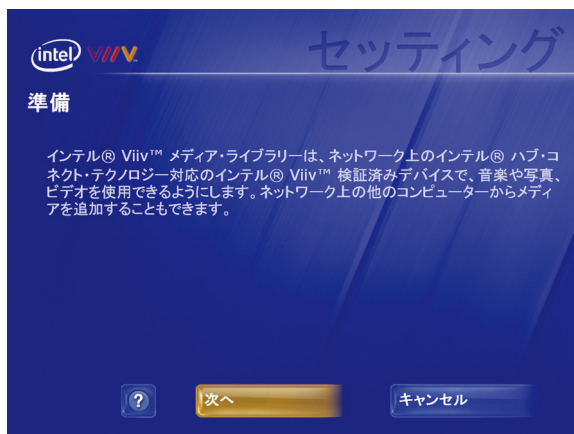 intel VIIV™
セッティング
準備
インテル® Viiv™ メディア・ライブラリーは、ネットワーク上のインテル® ハブ・コ
ネクト・テクノロジー対応のインテル® Viiv™ 検証済みデバイスで、音楽や写真、
ビデオを使用できるようにします。ネットワーク上の他のコンピューターからメディ
アを追加することもできます。
?
次へ
キャンセル